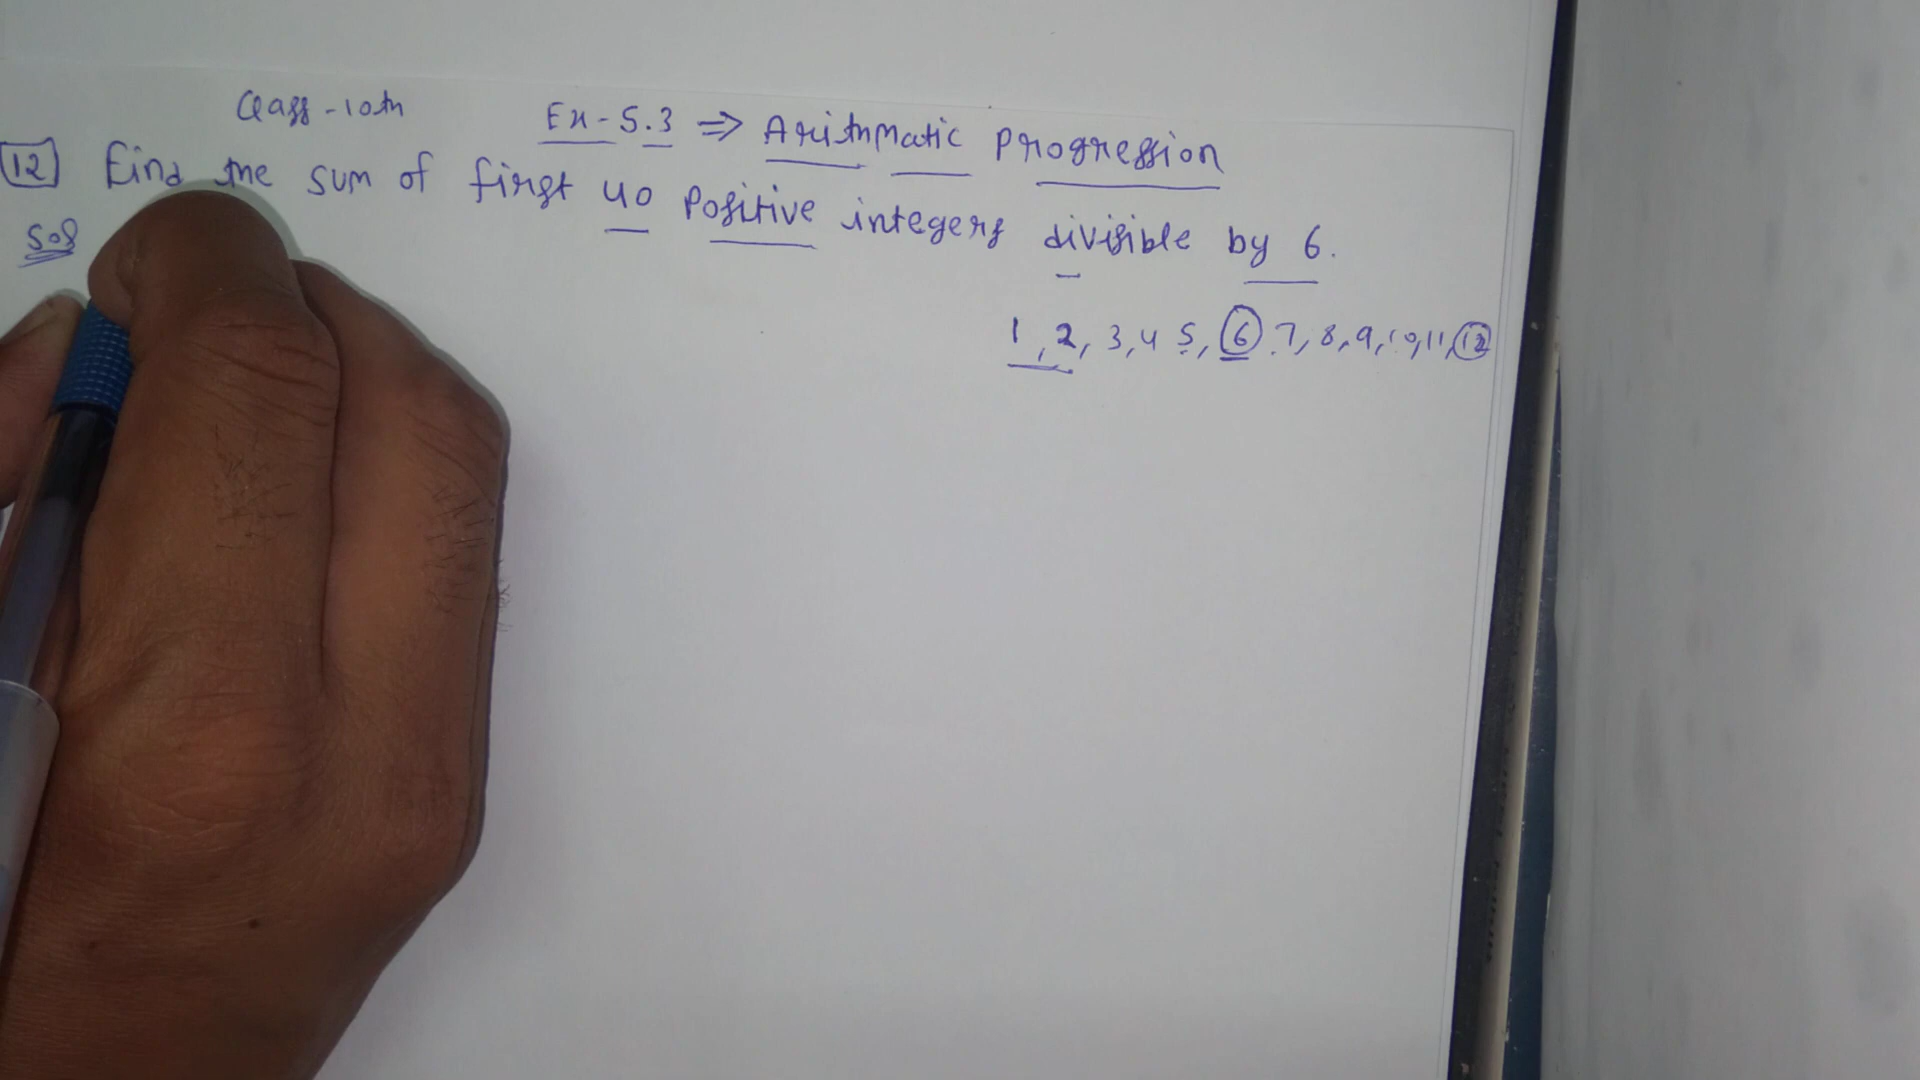 Class - 10th
Ex - 5.3 ⇒ Arithmatic Progression
12 Find the sum of first 40 Positive integers divisible by 6.
Sol
1, 2, 3, 4 5, 6 7, 8, 9, 10, 11, 12